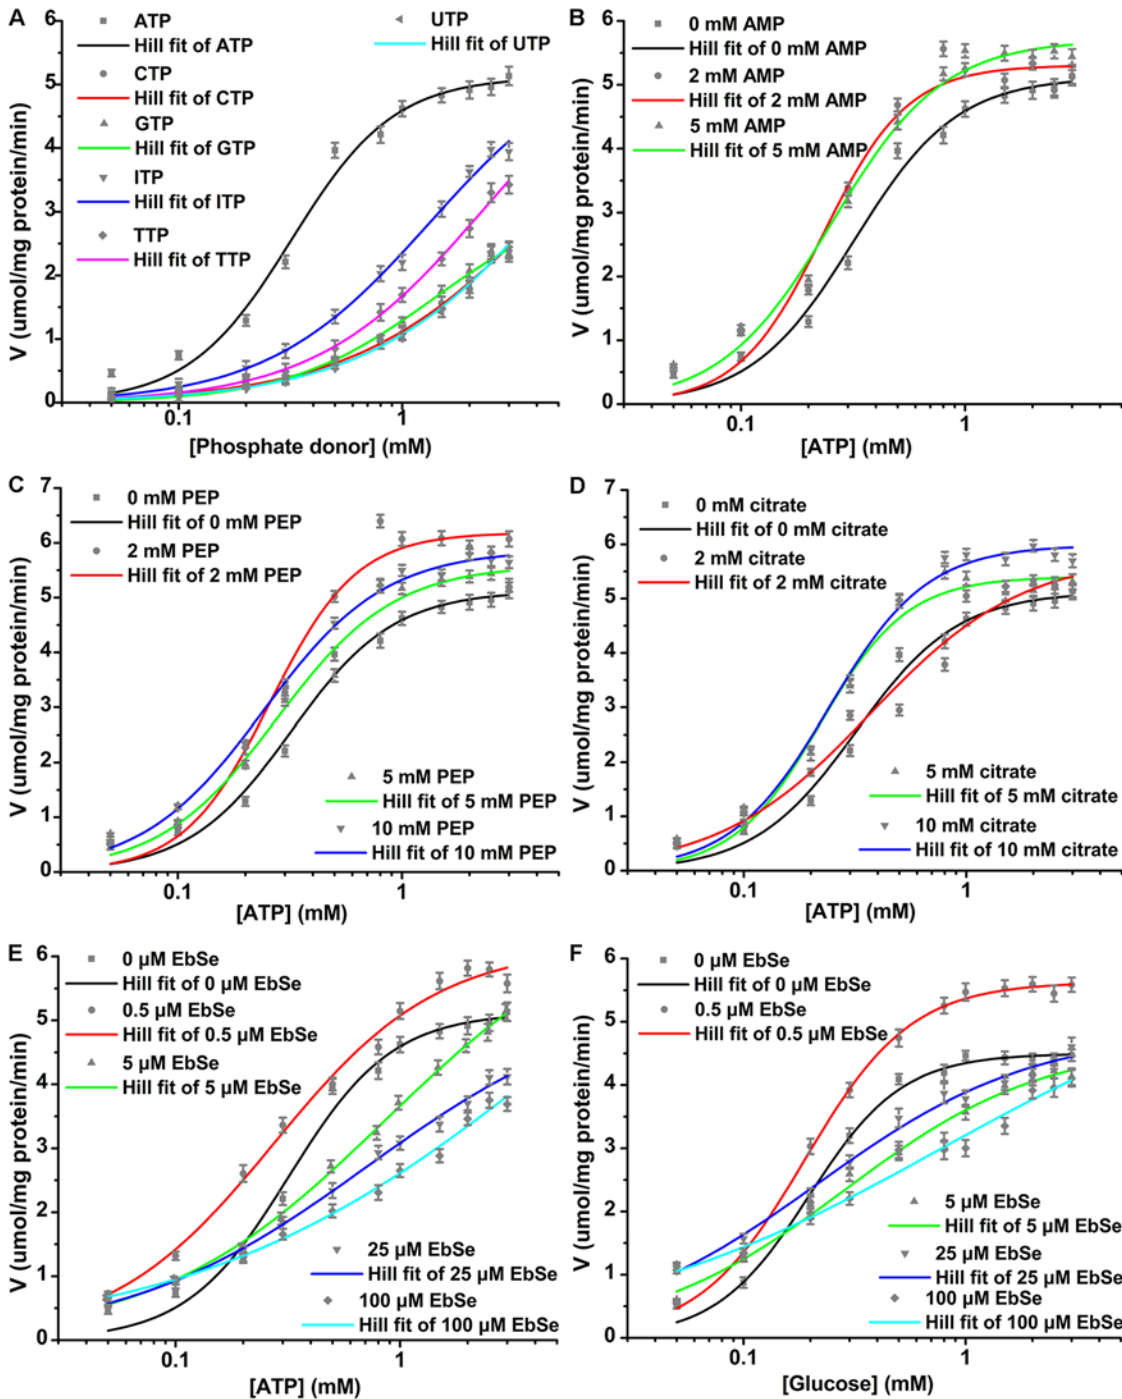 A
ATP
Hill fit of ATP
CTP
Hill fit of CTP
GTP
Hill fit of GTP
ITP
Hill fit of ITP
TTP
Hill fit of TTP
UTP
Hill fit of UTP
V (umol/mg protein/min)
6
5
4
3
2
1
0
0.1
1
[Phosphate donor] (mM)
B
0 mM AMP
Hill fit of 0 mM AMP
2 mM AMP
Hill fit of 2 mM AMP
5 mM AMP
Hill fit of 5 mM AMP
V (umol/mg protein/min)
6
5
4
3
2
1
0
0.1
1
[ATP] (mM)
C
0 mM PEP
Hill fit of 0 mM PEP
2 mM PEP
Hill fit of 2 mM PEP
5 mM PEP
Hill fit of 5 mM PEP
10 mM PEP
Hill fit of 10 mM PEP
V (umol/mg protein/min)
7
6
5
4
3
2
1
0
0.1
1
[ATP] (mM)
D
0 mM citrate
Hill fit of 0 mM citrate
2 mM citrate
Hill fit of 2 mM citrate
5 mM citrate
Hill fit of 5 mM citrate
10 mM citrate
Hill fit of 10 mM citrate
V (umol/mg protein/min)
7
6
5
4
3
2
1
0
0.1
1
[ATP] (mM)
E
0 µM EbSe
Hill fit of 0 µM EbSe
0.5 µM EbSe
Hill fit of 0.5 µM EbSe
5 µM EbSe
Hill fit of 5 µM EbSe
25 µM EbSe
Hill fit of 25 µM EbSe
100 µM EbSe
Hill fit of 100 µM EbSe
V (umol/mg protein/min)
6
5
4
3
2
1
0
0.1
1
[ATP] (mM)
F
0 µM EbSe
Hill fit of 0 µM EbSe
0.5 µM EbSe
Hill fit of 0.5 µM EbSe
5 µM EbSe
Hill fit of 5 µM EbSe
25 µM EbSe
Hill fit of 25 µM EbSe
100 µM EbSe
Hill fit of 100 µM EbSe
V (umol/mg protein/min)
6
5
4
3
2
1
0
0.1
1
[Glucose] (mM)